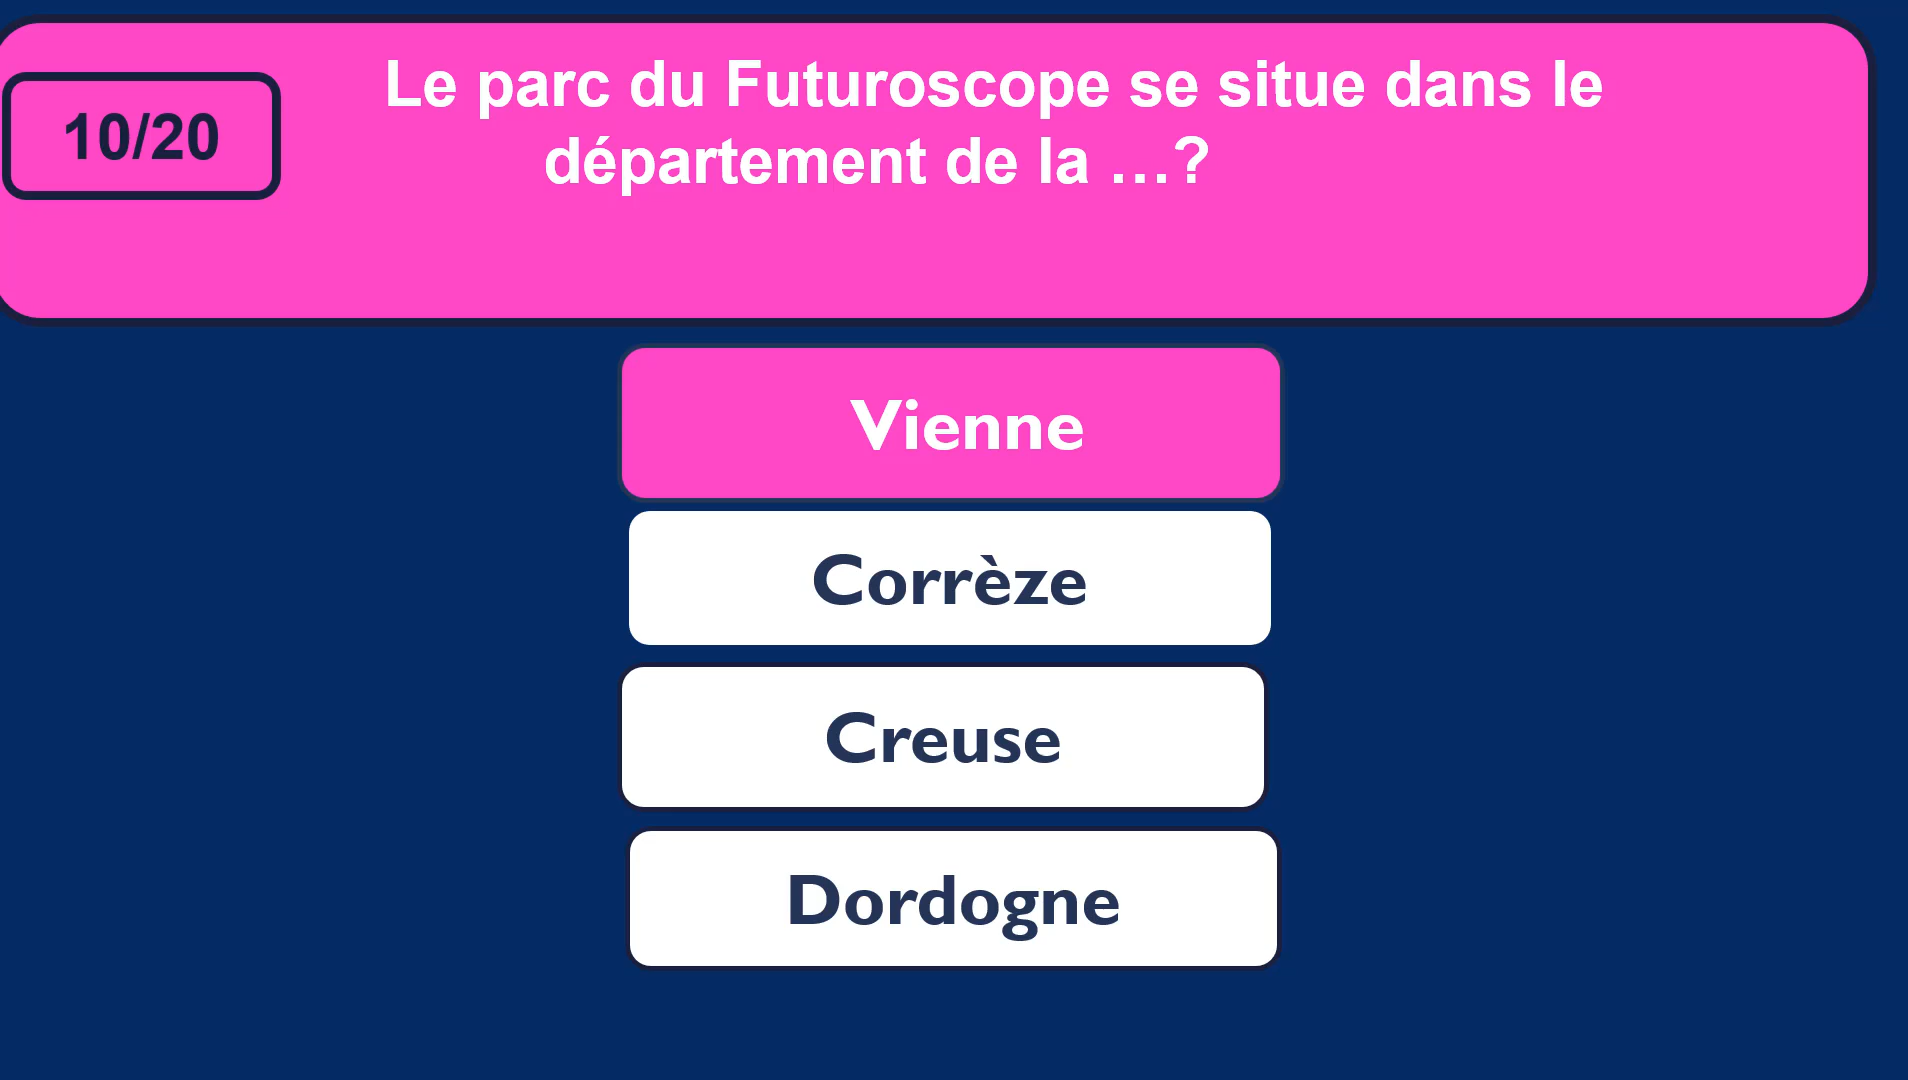 10/20
Le parc du Futuroscope se situe dans le
département de la …?
Vienne
Corrèze
Creuse
Dordogne